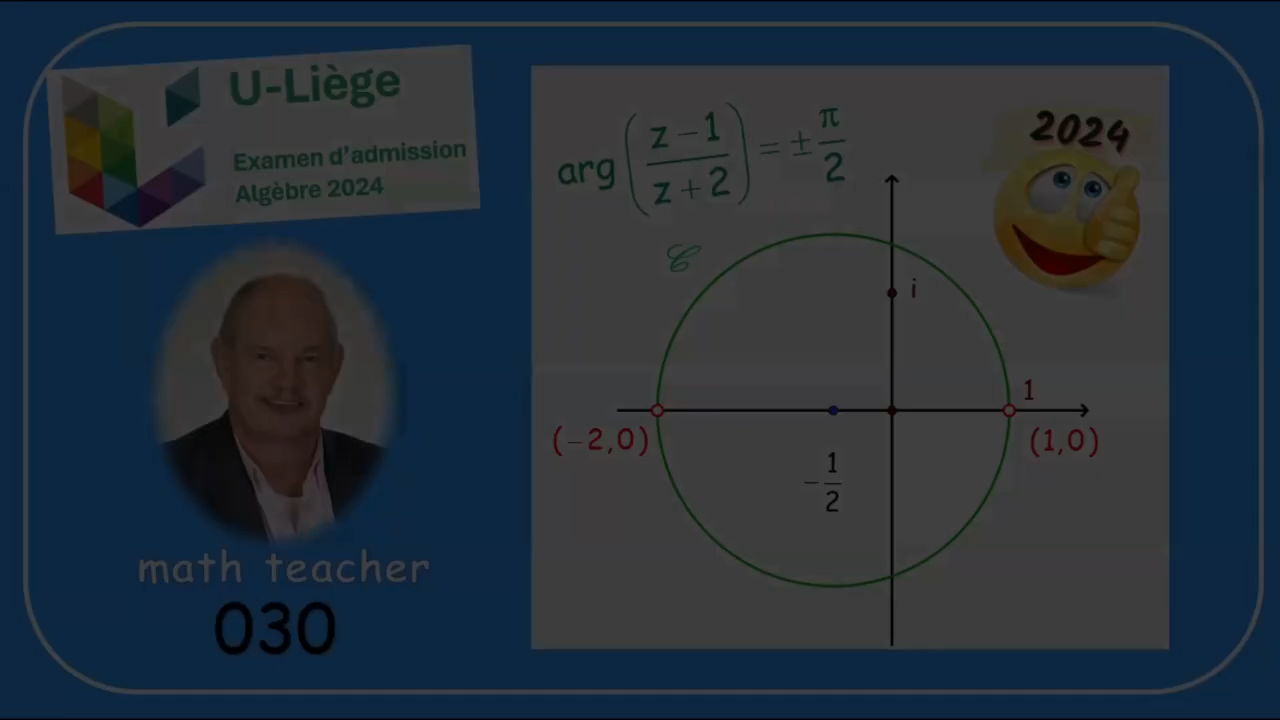 U-Liège
Examen d’admission
Algèbre 2024
math teacher
030
arg(z-1/z+2)=±π/2
2024
𝒞
i
1
(-2,0)
(1,0)
-1/2